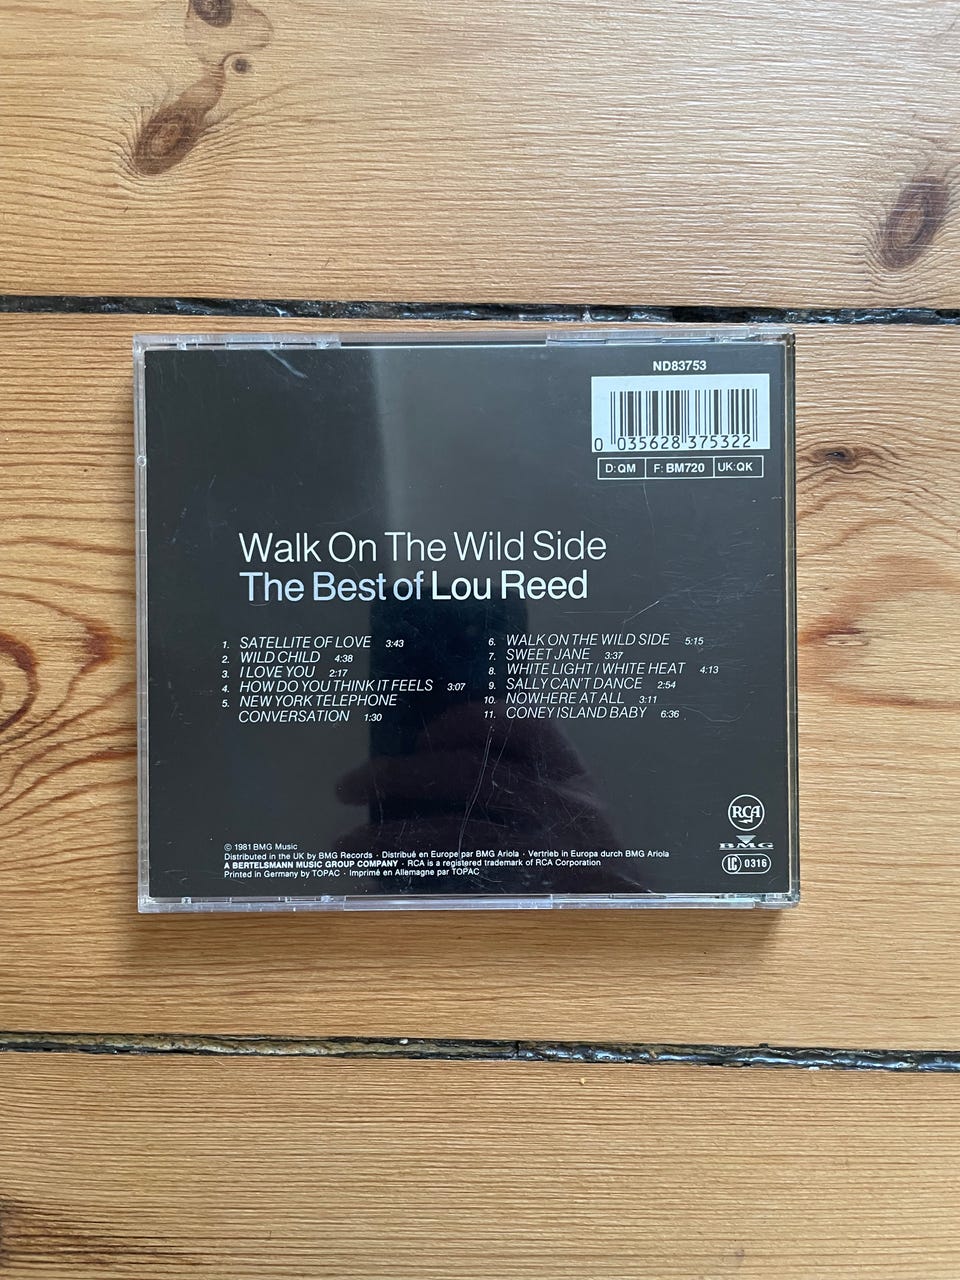 ND83753
0 035628 375322
D: QM F: BM720 UK: QK
Walk On The Wild Side
The Best of Lou Reed
1. SATELLITE OF LOVE 3:43
2. WILD CHILD 4:38
3. I LOVE YOU 2:17
4. HOW DO YOU THINK IT FEELS 3:07
5. NEW YORK TELEPHONE
CONVERSATION 1:30
6. WALK ON THE WILD SIDE 5:15
7. SWEET JANE 3:37
8. WHITE LIGHT / WHITE HEAT 4:13
9. SALLY CAN'T DANCE 2:54
10. NOWHERE AT ALL 3:11
11. CONEY ISLAND BABY 6:36
RCA
BMG
LC 0316
© 1981 BMG Music
Distributed in the UK by BMG Records · Distribué en Europe par BMG Ariola · Vertrieb in Europa durch BMG Ariola
A BERTELSMANN MUSIC GROUP COMPANY · RCA is a registered trademark of RCA Corporation
Printed in Germany by TOPAC · Imprimé en Allemagne par TOPAC